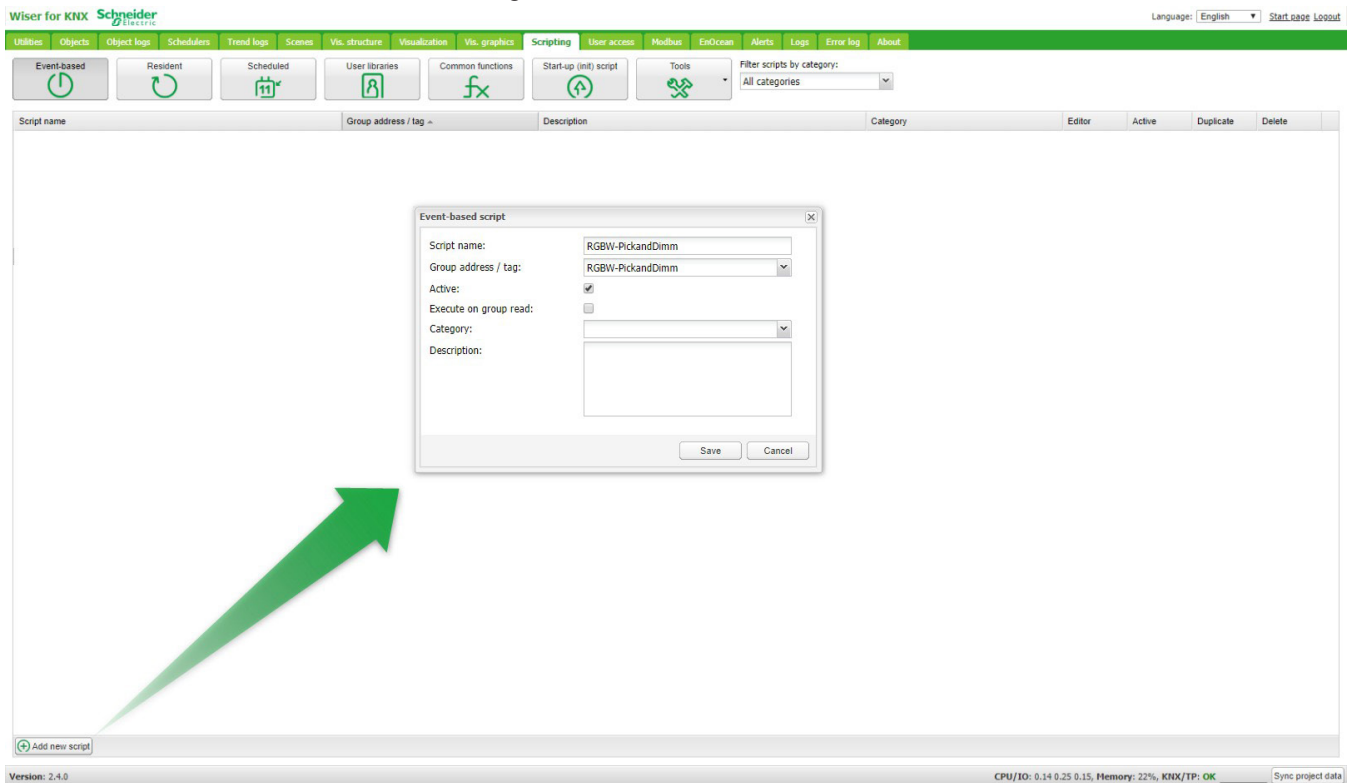 Wiser for KNX Schneider Electric
Language: English Start page Logout
Utilities Objects Object logs Schedulers Trend logs Scenes Vis. structure Visualization Vis. graphics Scripting User access Modbus EnOcean Alerts Logs Error log About
Event-based Resident Scheduled User libraries Common functions Start-up (init) script Tools Filter scripts by category:
11 All categories
Script name Group address / tag Description Category Editor Active Duplicate Delete
Event-based script
Script name: RGBW-PickandDimm
Group address / tag: RGBW-PickandDimm
Active:
Execute on group read:
Category:
Description:
Save Cancel
Add new script
Version: 2.4.0 CPU/IO: 0.14 0.25 0.15, Memory: 22%, KNX/TP: OK Sync project data